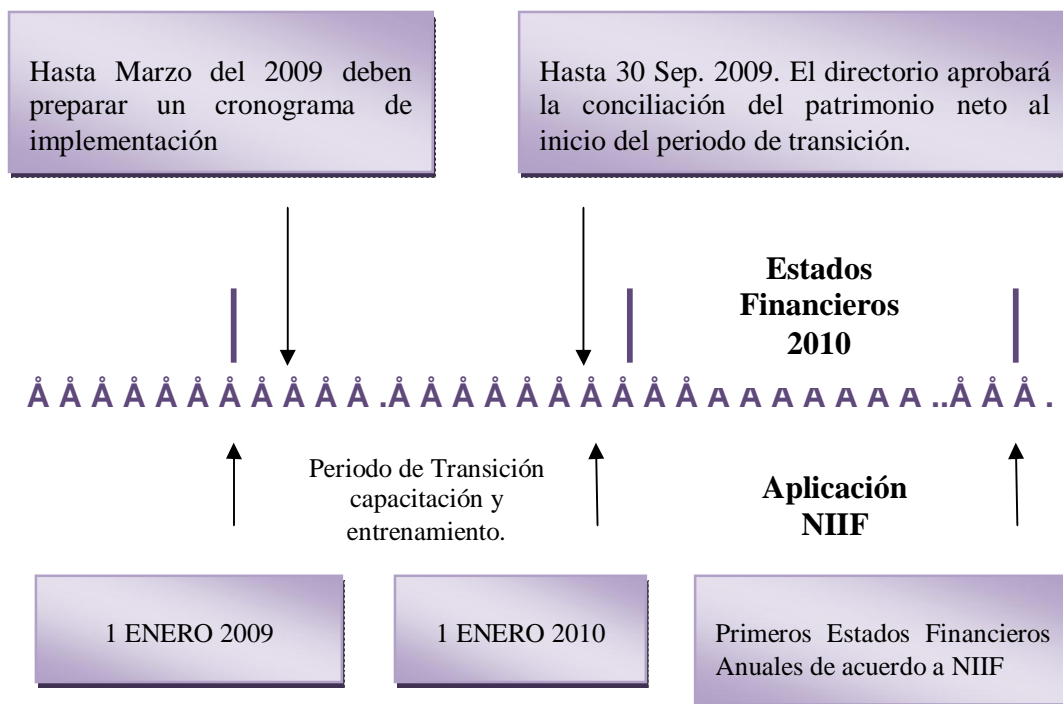 Hasta Marzo del 2009 deben
preparar un cronograma de
implementación
Hasta 30 Sep. 2009. El directorio aprobará
la conciliación del patrimonio neto al
inicio del periodo de transición.
Estados
Financieros
2010
Å Å Å Å Å Å Å Å Å Å Å .Å Å Å Å Å Å Å Å Å Å A A A A A A A ..Å Å Å .
Periodo de Transición
capacitación y
entrenamiento.
Aplicación
NIIF
1 ENERO 2009
1 ENERO 2010
Primeros Estados Financieros
Anuales de acuerdo a NIIF